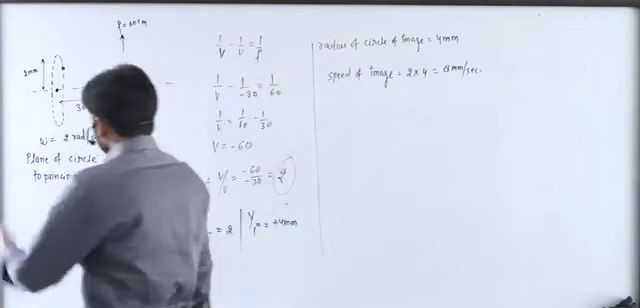 f = 60cm
2mm
30
ω = 2 rad/s
Plane of circle
to princip
1/v - 1/u = 1/f
1/v - 1/-30 = 1/60
1/v = 1/60 - 1/30
V = -60
= v/u = -60/-30 = 2
= 2 | = +4mm
radius of circle of image = 4mm
speed of image = 2 × 4 = 8mm/sec.